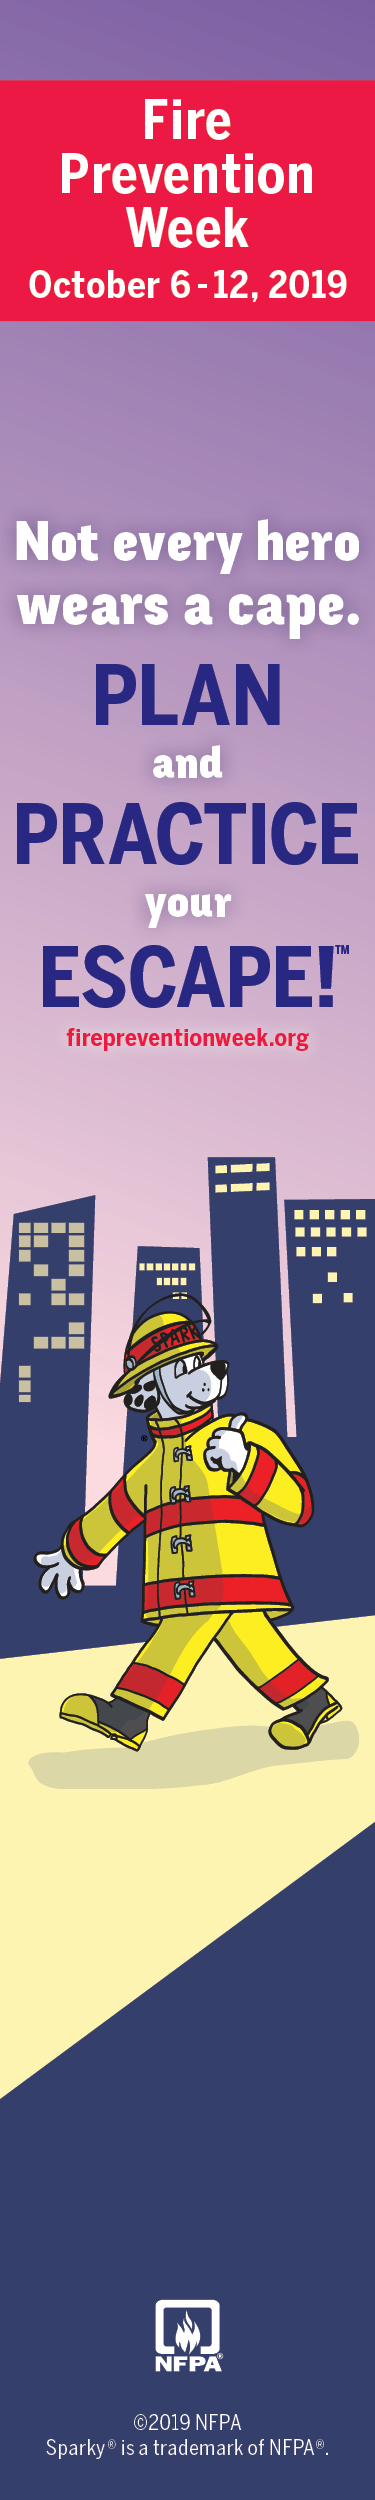 Fire
Prevention
Week
October 6-12, 2019
Not every hero
wears a cape.
PLAN
and
PRACTICE
your
ESCAPE!™
firepreventionweek.org
SPARKY
®
NFPA®
©2019 NFPA
Sparky® is a trademark of NFPA®.